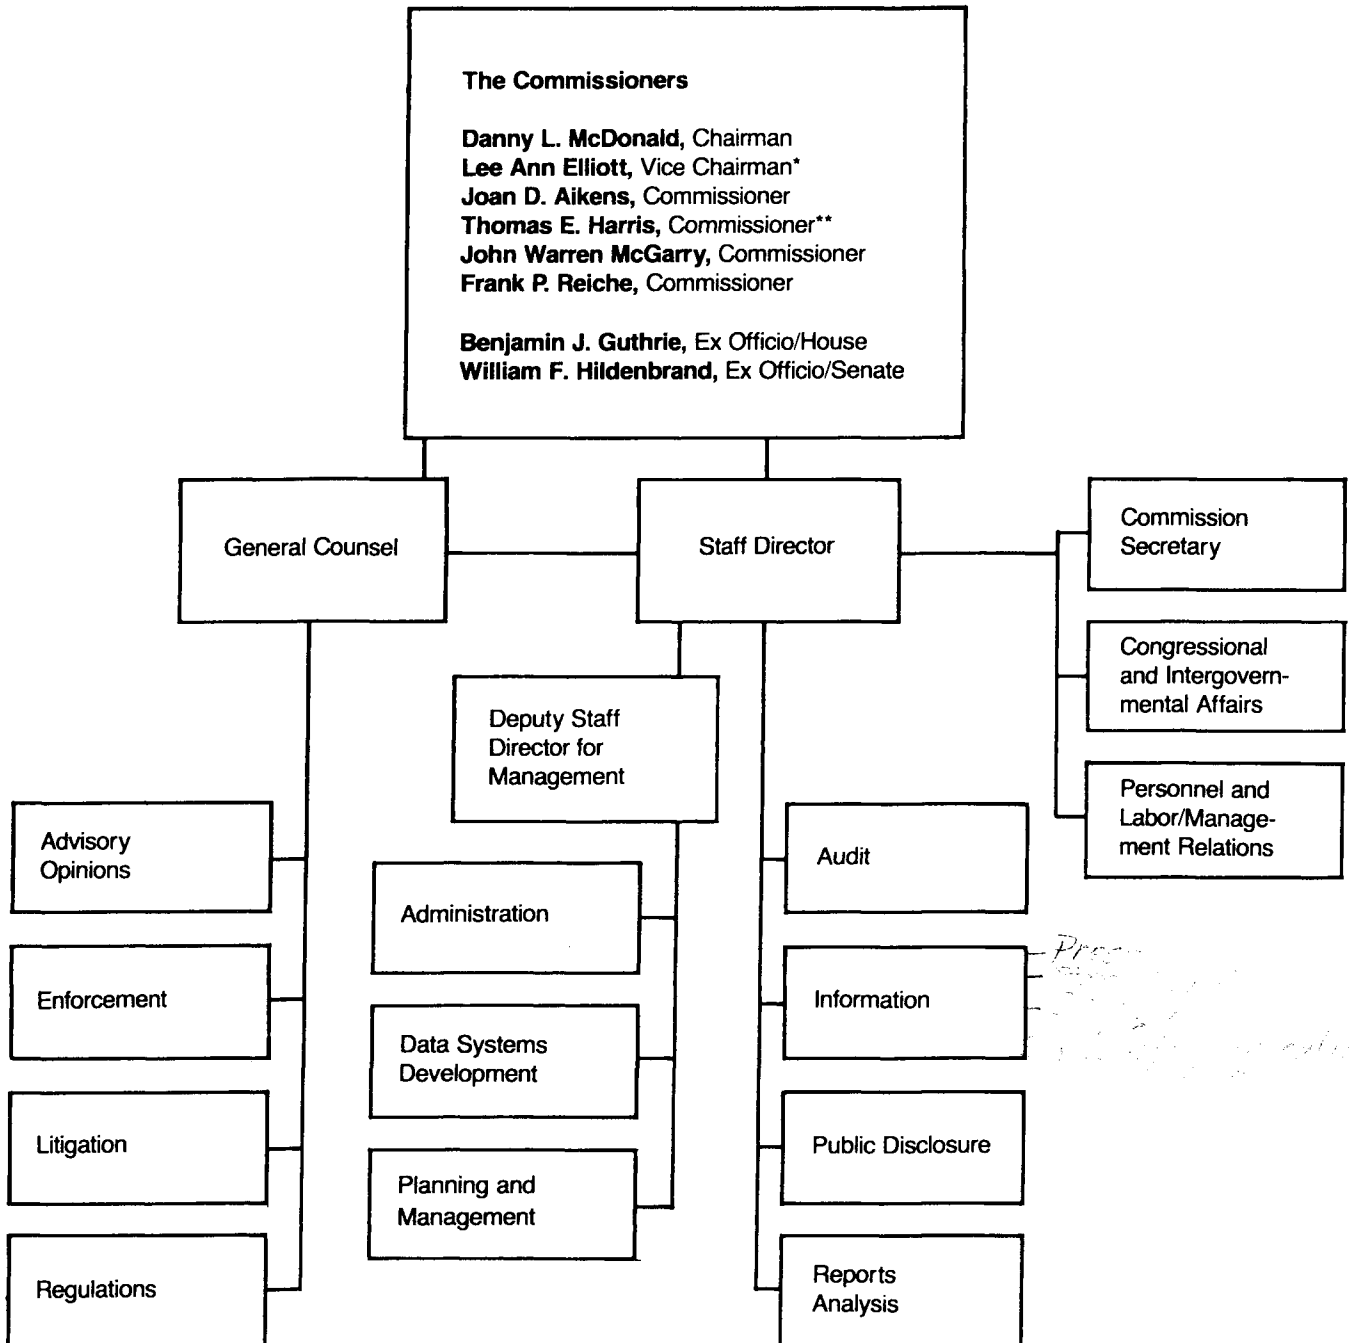 The Commissioners
Danny L. McDonald, Chairman
Lee Ann Elliott, Vice Chairman*
Joan D. Aikens, Commissioner
Thomas E. Harris, Commissioner**
John Warren McGarry, Commissioner
Frank P. Reiche, Commissioner
Benjamin J. Guthrie, Ex Officio/House
William F. Hildenbrand, Ex Officio/Senate
General Counsel
Staff Director
Commission
Secretary
Congressional
and Intergovern-
mental Affairs
Personnel and
Labor/Manage-
ment Relations
Deputy Staff
Director for
Management
Advisory
Opinions
Enforcement
Litigation
Regulations
Administration
Data Systems
Development
Planning and
Management
Audit
Information
Public Disclosure
Reports
Analysis